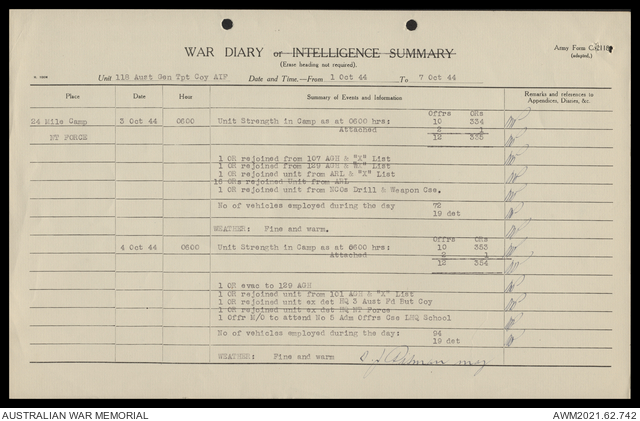 WAR DIARY or INTELLIGENCE SUMMARY
(Erase heading not required).
Army Form C.2118
(adapted.)
Unit 118 Aust Gen Tpt Coy AIF Date and Time.—From 1 Oct 44 To 7 Oct 44
Place Date Hour Summary of Events and Information Remarks and references to Appendices, Diaries, &c.
Offrs ORs
24 Mile Camp 3 Oct 44 0600 Unit Strength in Camp as at 0600 hrs: 10 334
Attached 2 1
NT FORCE 12 335
1 OR rejoined from 107 AGH & "X" List
1 OR rejoined from 129 AGH & "X" List
1 OR rejoined unit from ARL & "X" List
16 ORs rejoined Unit from ARL
1 OR rejoined unit from NCOs Drill & Weapon Cse.
No of vehicles employed during the day 72
19 det
WEATHER: Fine and warm.
Offrs ORs
4 Oct 44 0600 Unit Strength in Camp as at 0600 hrs: 10 353
Attached 2 1
12 354
1 OR evac to 129 AGH
1 OR rejoined unit from 101 AGH & "X" List
1 OR rejoined unit ex det HQ 3 Aust Fd But Coy
1 OR rejoined unit ex det HQ NT Force
1 Offr M/O to attend No 5 Adm Offrs Cse LHQ School
No of vehicles employed during the day: 94
19 det
WEATHER: Fine and warm
AUSTRALIAN WAR MEMORIAL AWM2021.62.742